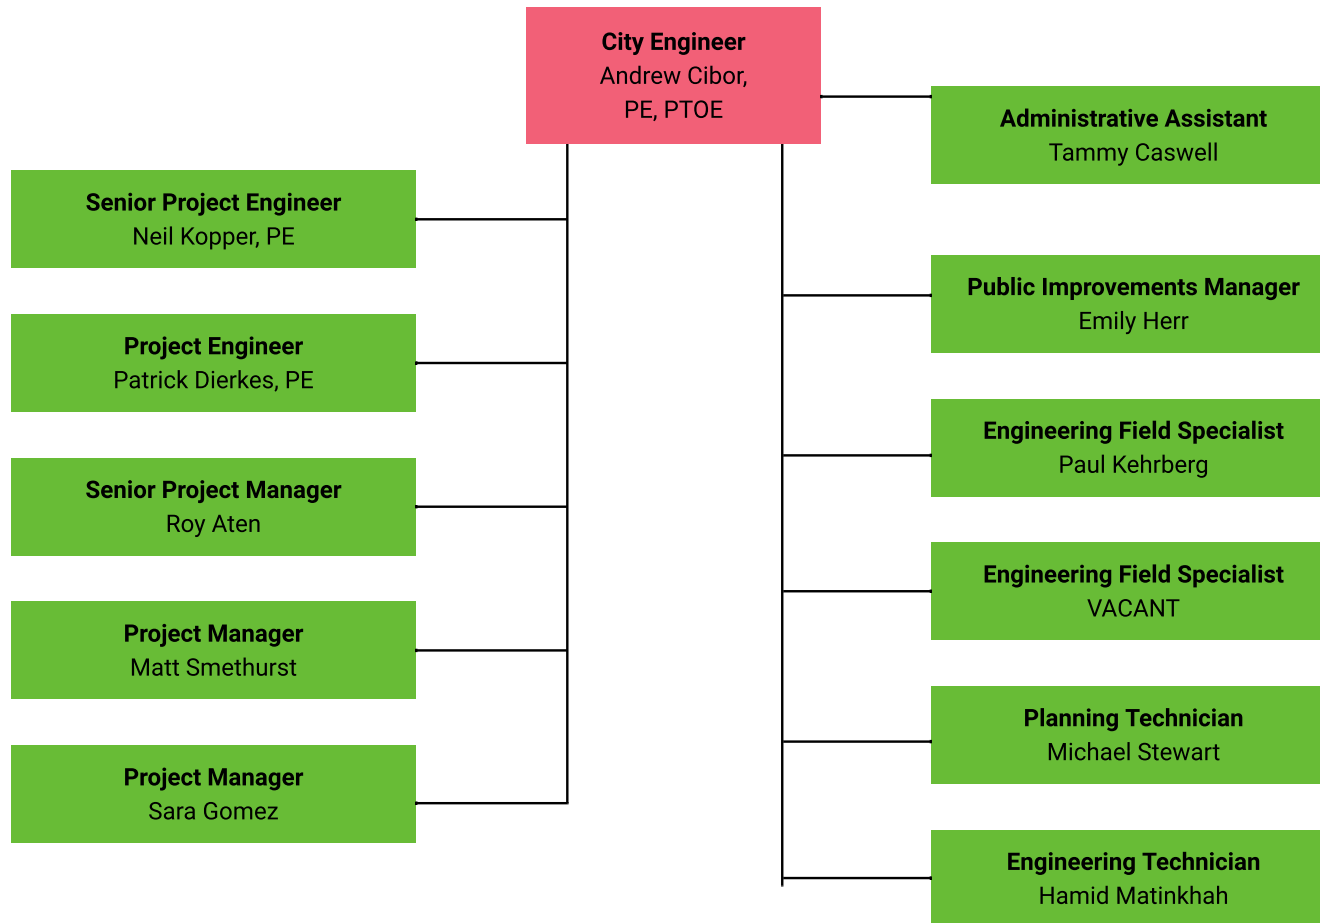 City Engineer
Andrew Cibor,
PE, PTOE
Administrative Assistant
Tammy Caswell
Senior Project Engineer
Neil Kopper, PE
Project Engineer
Patrick Dierkes, PE
Senior Project Manager
Roy Aten
Project Manager
Matt Smethurst
Project Manager
Sara Gomez
Public Improvements Manager
Emily Herr
Engineering Field Specialist
Paul Kehrberg
Engineering Field Specialist
VACANT
Planning Technician
Michael Stewart
Engineering Technician
Hamid Matinkhah